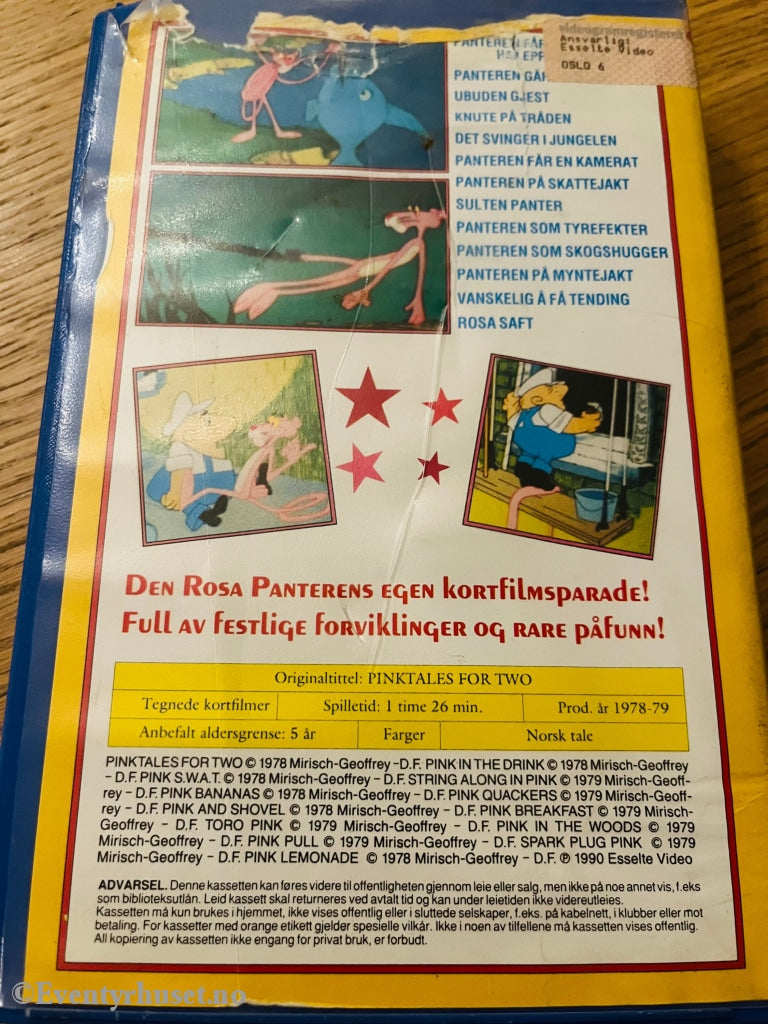 videogramregisteret
Ansvarlig:
Esselte Video
OSLO 6
PANTEREN FÅR
PANTEREN GÅR
UBUDEN GJEST
KNUTE PÅ TRÅDEN
DET SVINGER I JUNGELEN
PANTEREN FÅR EN KAMERAT
PANTEREN PÅ SKATTEJAKT
SULTEN PANTER
PANTEREN SOM TYREFEKTER
PANTEREN SOM SKOGSHUGGER
PANTEREN PÅ MYNTEJAKT
VANSKELIG Å FÅ TENDING
ROSA SAFT
DEN ROSA PANTERENS EGEN KORTFILMSPARADE!
FULL AV FESTLIGE FORVIKLINGER OG RARE PÅFUNN!
Originaltittel: PINKTALES FOR TWO
Tegnede kortfilmer Spilletid: 1 time 26 min. Prod. år 1978-79
Anbefalt aldersgrense: 5 år Farger Norsk tale
PINKTALES FOR TWO © 1978 Mirisch-Geoffrey –D.F. PINK IN THE DRINK © 1978 Mirisch-Geoffrey
– D.F. PINK S.W.A.T. © 1978 Mirisch-Geoffrey – D.F. STRING ALONG IN PINK © 1979 Mirisch-Geoff-
rey – D.F. PINK BANANAS © 1978 Mirisch-Geoffrey – D.F. PINK QUACKERS © 1979 Mirisch-Geoff-
rey – D.F. PINK AND SHOVEL © 1978 Mirisch-Geoffrey – D.F. PINK BREAKFAST © 1979 Mirisch-
Geoffrey – D.F. TORO PINK © 1979 Mirisch-Geoffrey – D.F. PINK IN THE WOODS © 1979
Mirisch-Geoffrey – D.F. PINK PULL © 1979 Mirisch-Geoffrey – D.F. SPARK PLUG PINK © 1979
Mirisch-Geoffrey – D.F. PINK LEMONADE © 1978 Mirisch-Geoffrey – D.F. ℗ 1990 Esselte Video
ADVARSEL. Denne kassetten kan føres videre til offentligheten gjennom leie eller salg, men ikke på noe annet vis, f.eks
som biblioteksutlån. Leid kassett skal returneres ved avtalt tid og kan under leietiden ikke videreutleies.
Kassetten må kun brukes i hjemmet, ikke vises offentlig eller i sluttede selskaper, f.eks. på kabelnett, i klubber eller mot
betaling. For kassetter med orange etikett gjelder spesielle vilkår. Ikke i noen av tilfellene må kassetten vises offentlig.
All kopiering av kassetten ikke engang for privat bruk, er forbudt.
©Eventyrhuset.no